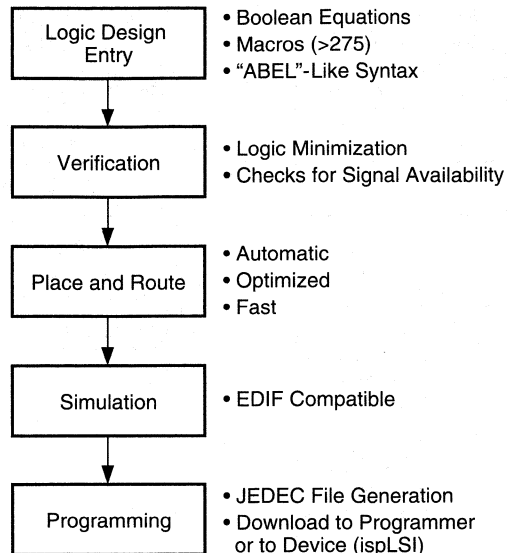 Logic Design
Entry
• Boolean Equations
• Macros (>275)
• “ABEL”-Like Syntax
Verification
• Logic Minimization
• Checks for Signal Availability
Place and Route
• Automatic
• Optimized
• Fast
Simulation
• EDIF Compatible
Programming
• JEDEC File Generation
• Download to Programmer
or to Device (ispLSI)